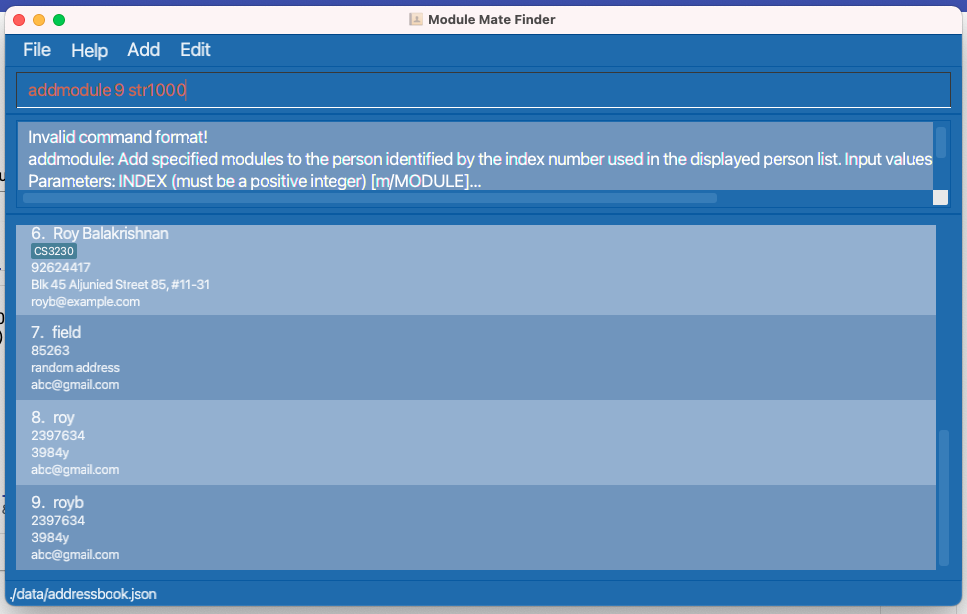 Module Mate Finder
File Help Add Edit
addmodule 9 str1000
Invalid command format!
addmodule: Add specified modules to the person identified by the index number used in the displayed person list. Input values
Parameters: INDEX (must be a positive integer) [m/MODULE]...
6. Roy Balakrishnan
CS3230
92624417
Blk 45 Aljunied Street 85, #11-31
royb@example.com
7. field
85263
random address
abc@gmail.com
8. roy
2397634
3984y
abc@gmail.com
9. royb
2397634
3984y
abc@gmail.com
./data/addressbook.json